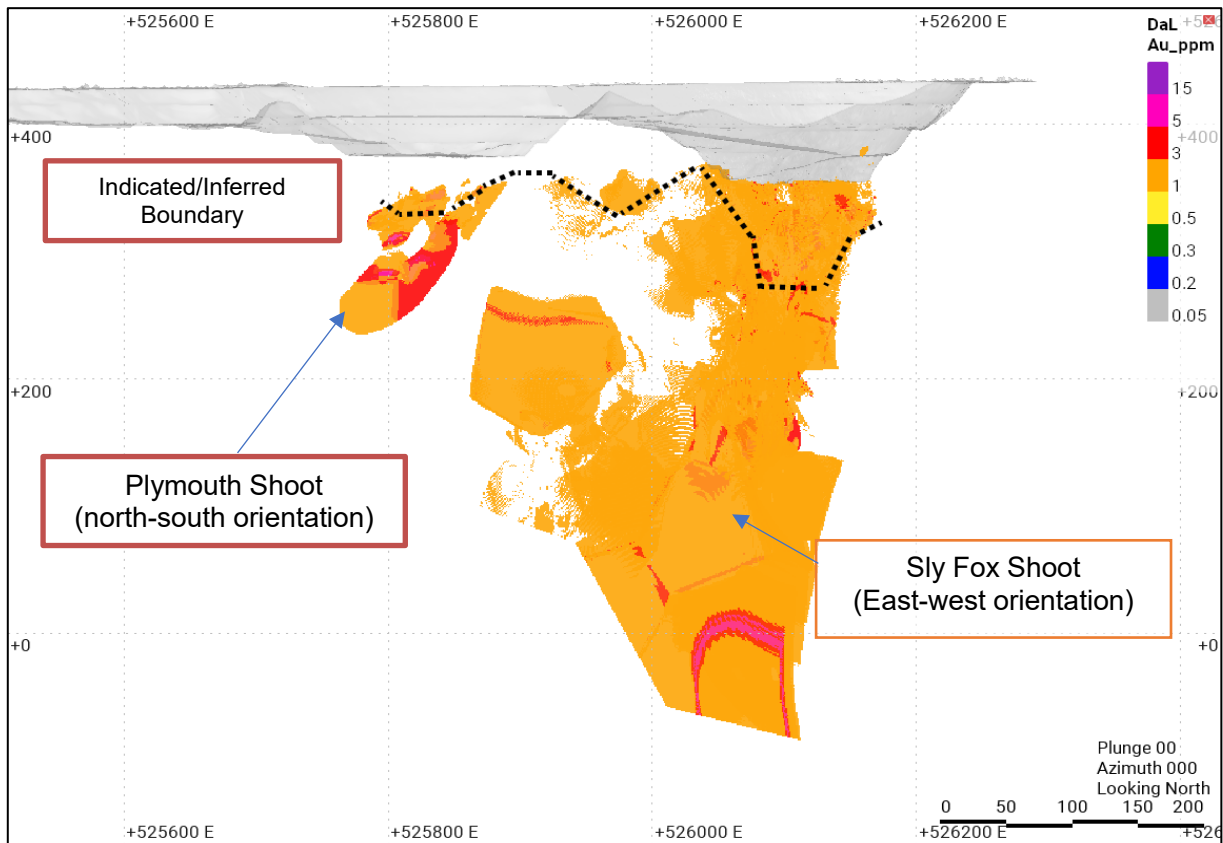 +525600 E
+525800 E
+526000 E
+526200 E
+526
DaL
Au_ppm
15
5
3
1
0.5
0.3
0.2
0.05
+400
+400
Indicated/Inferred
Boundary
+200
+200
Plymouth Shoot
(north-south orientation)
Sly Fox Shoot
(East-west orientation)
+0
+0
Plunge 00
Azimuth 000
Looking North
0 50 100 150 200
+525600 E
+525800 E
+526000 E
+526200 E
+526